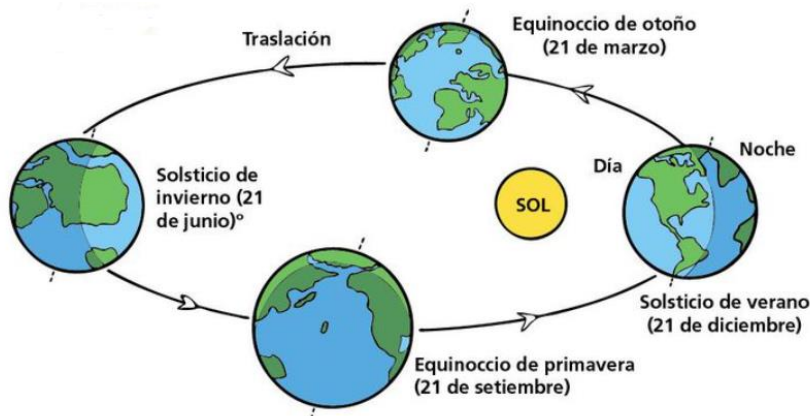 Equinoccio de otoño
(21 de marzo)
Traslación
Noche
Día
Solsticio de
invierno (21
de junio)º
SOL
Solsticio de verano
(21 de diciembre)
Equinoccio de primavera
(21 de setiembre)